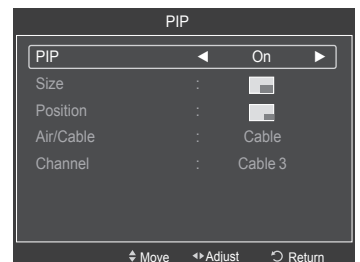 PIP
PIP ◄ On ►
Size :
Position :
Air/Cable : Cable
Channel : Cable 3
Move Adjust Return